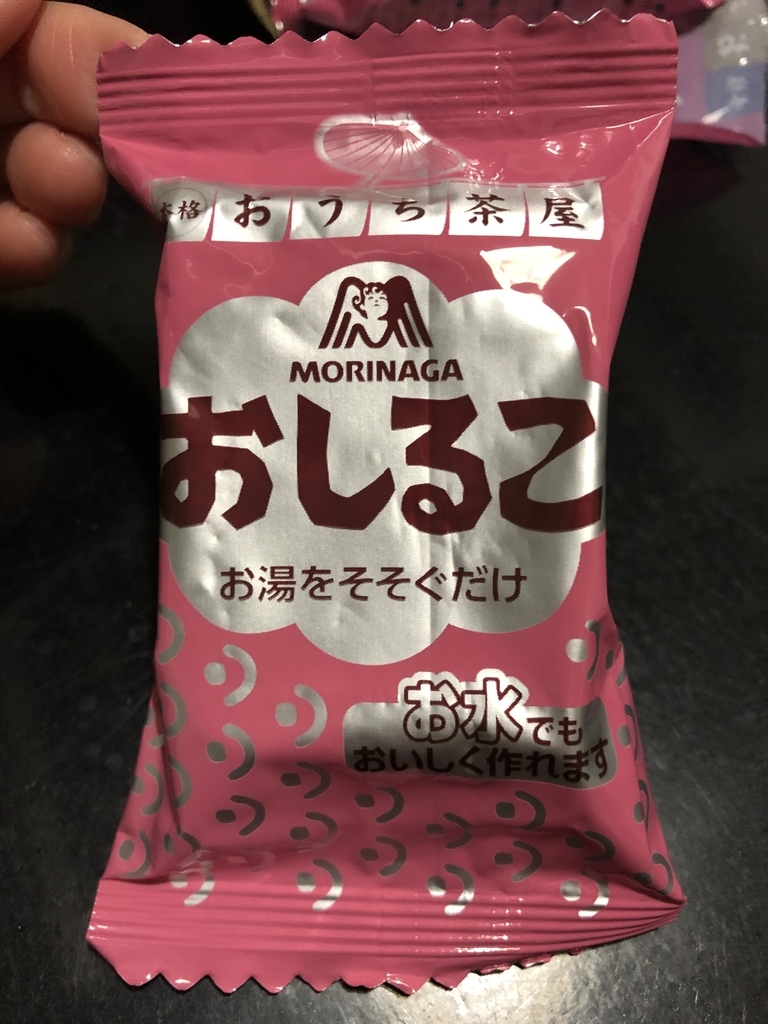 本格 おうち茶屋
MORINAGA
おしるこ
お湯をそそぐだけ
お水でも
おいしく作れます